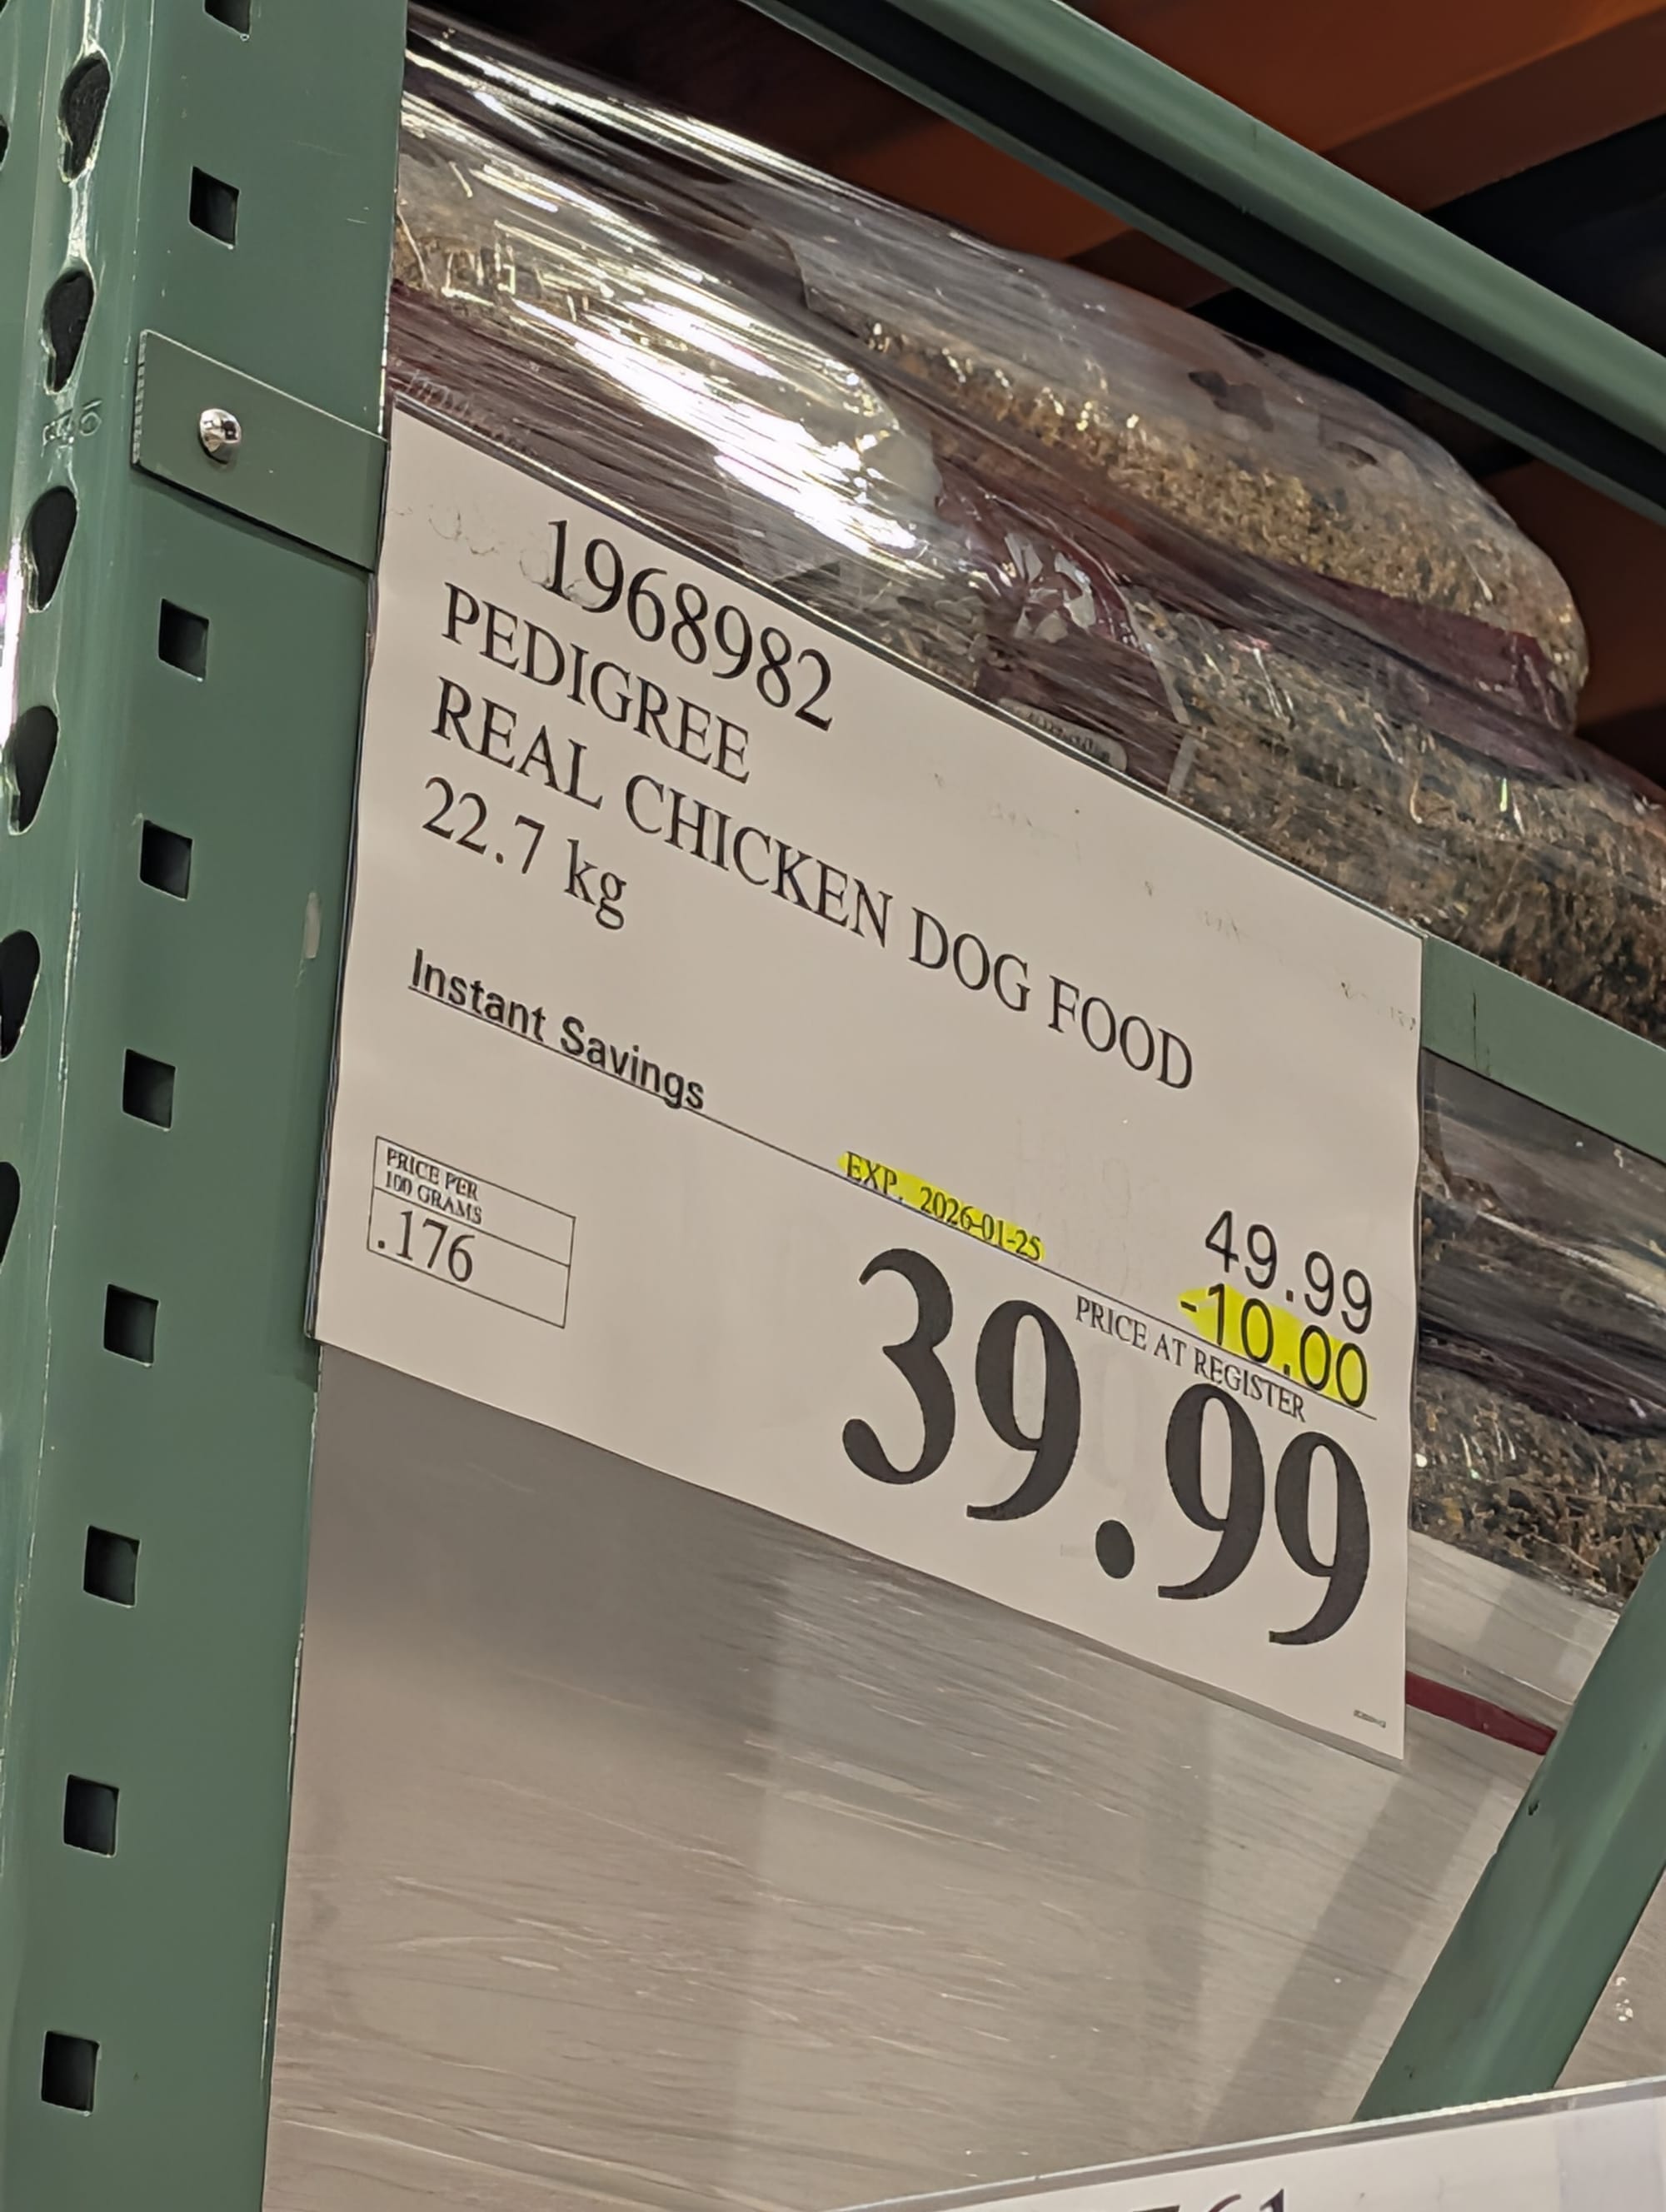 1968982
PEDIGREE
REAL CHICKEN DOG FOOD
22.7 kg
Instant Savings
EXP. 2026-01-25
49.99
-10.00
PRICE AT REGISTER
39.99
PRICE PER
100 GRAMS
.176